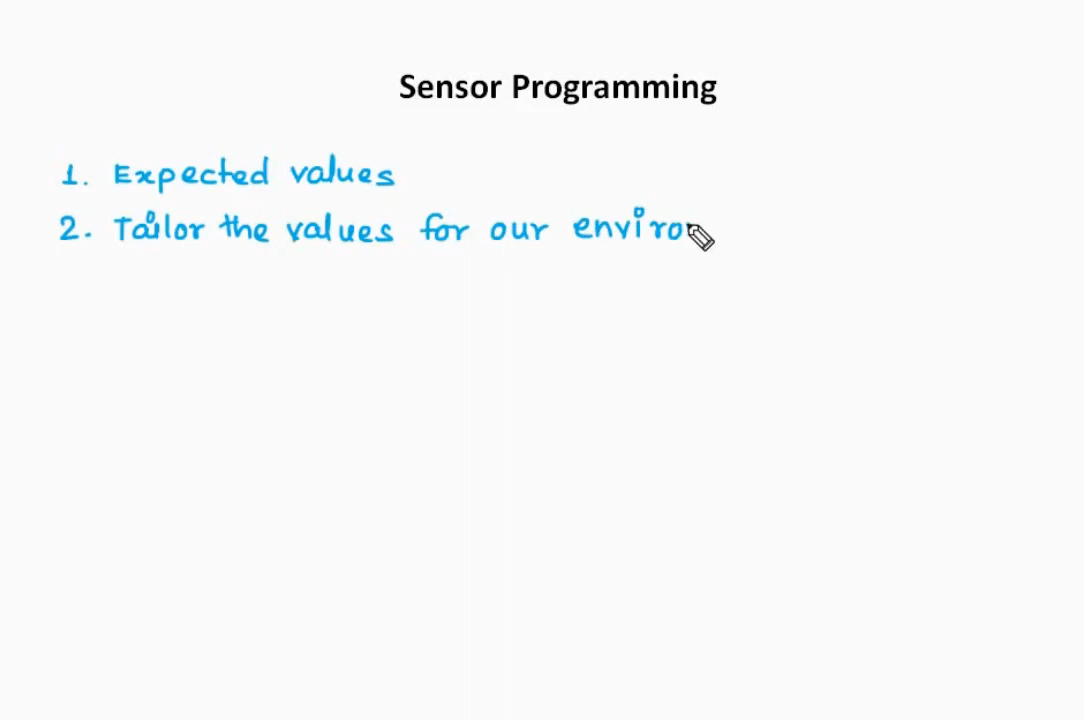 Sensor Programming
1. Expected values
2. Tailor the values for our enviro